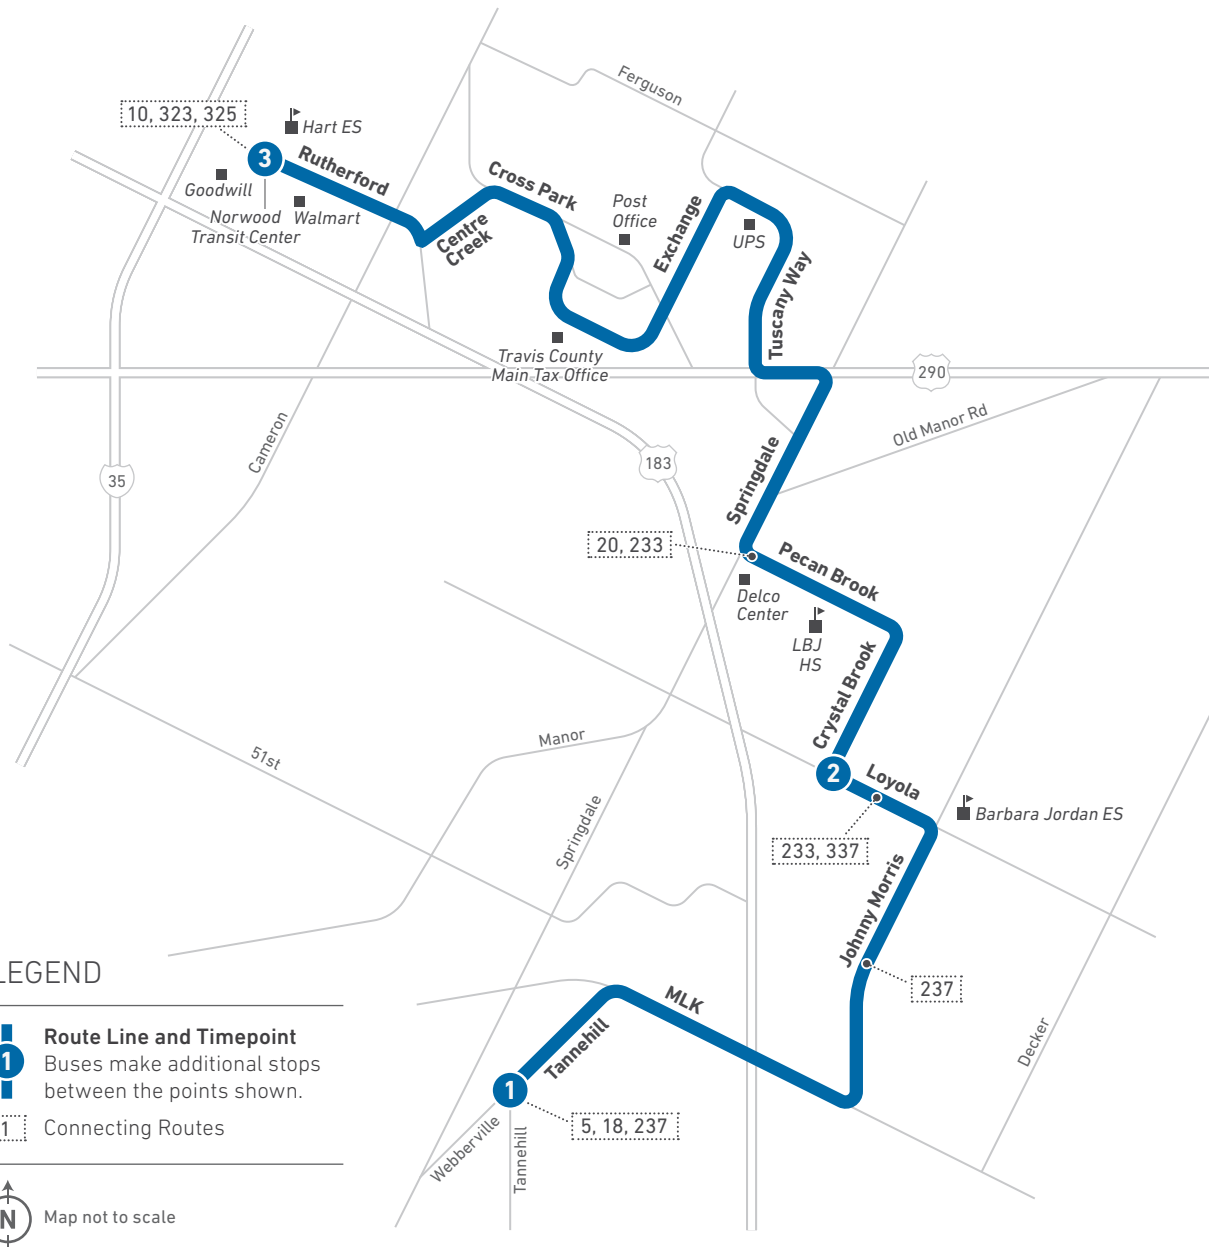 Ferguson
10, 323, 325
Hart ES
3
Rutherford
Goodwill
Norwood
Transit Center
Walmart
Cross Park
Centre
Creek
Post
Office
Exchange
UPS
Tuscany Way
Travis County
Main Tax Office
290
Old Manor Rd
Cameron
183
35
Springdale
20, 233
Pecan Brook
Delco
Center
LBJ
HS
Crystal Brook
Manor
51st
2
Loyola
Barbara Jordan ES
Springdale
233, 337
Johnny Morris
237
MLK
Tannehill
Decker
1
5, 18, 237
Webberville
Tannehill
LEGEND
1
Route Line and Timepoint
Buses make additional stops
between the points shown.
1
Connecting Routes
N
Map not to scale